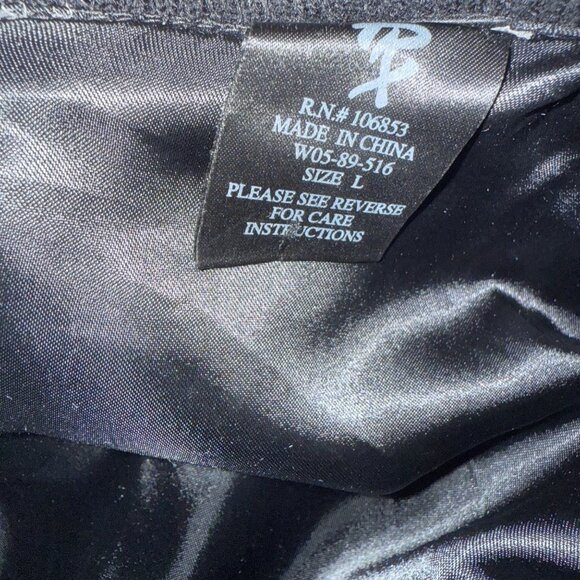 R.N.# 106853
MADE IN CHINA
W05-89-516
SIZE L
PLEASE SEE REVERSE
FOR CARE
INSTRUCTIONS